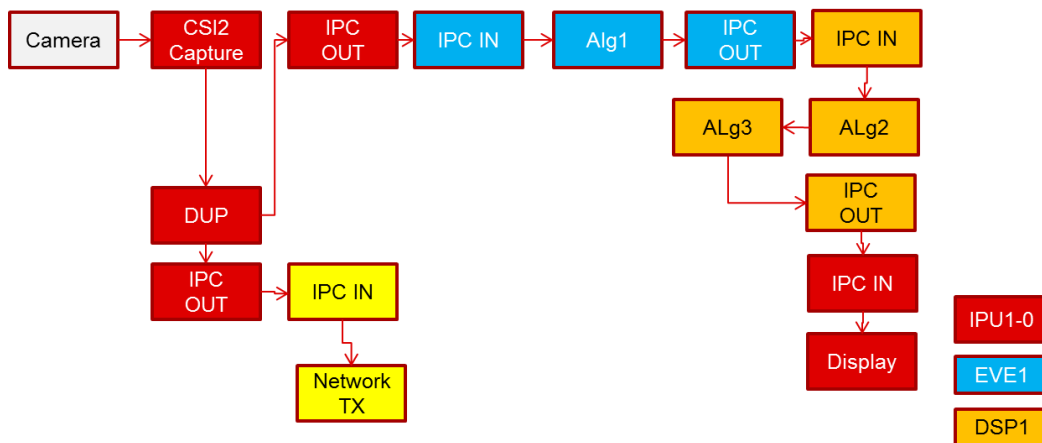 Camera
CSI2
Capture
IPC
OUT
IPC IN
Alg1
IPC
OUT
IPC IN
ALg3
ALg2
DUP
IPC
OUT
IPC
OUT
IPC IN
IPC IN
Network
TX
Display
IPU1-0
EVE1
DSP1